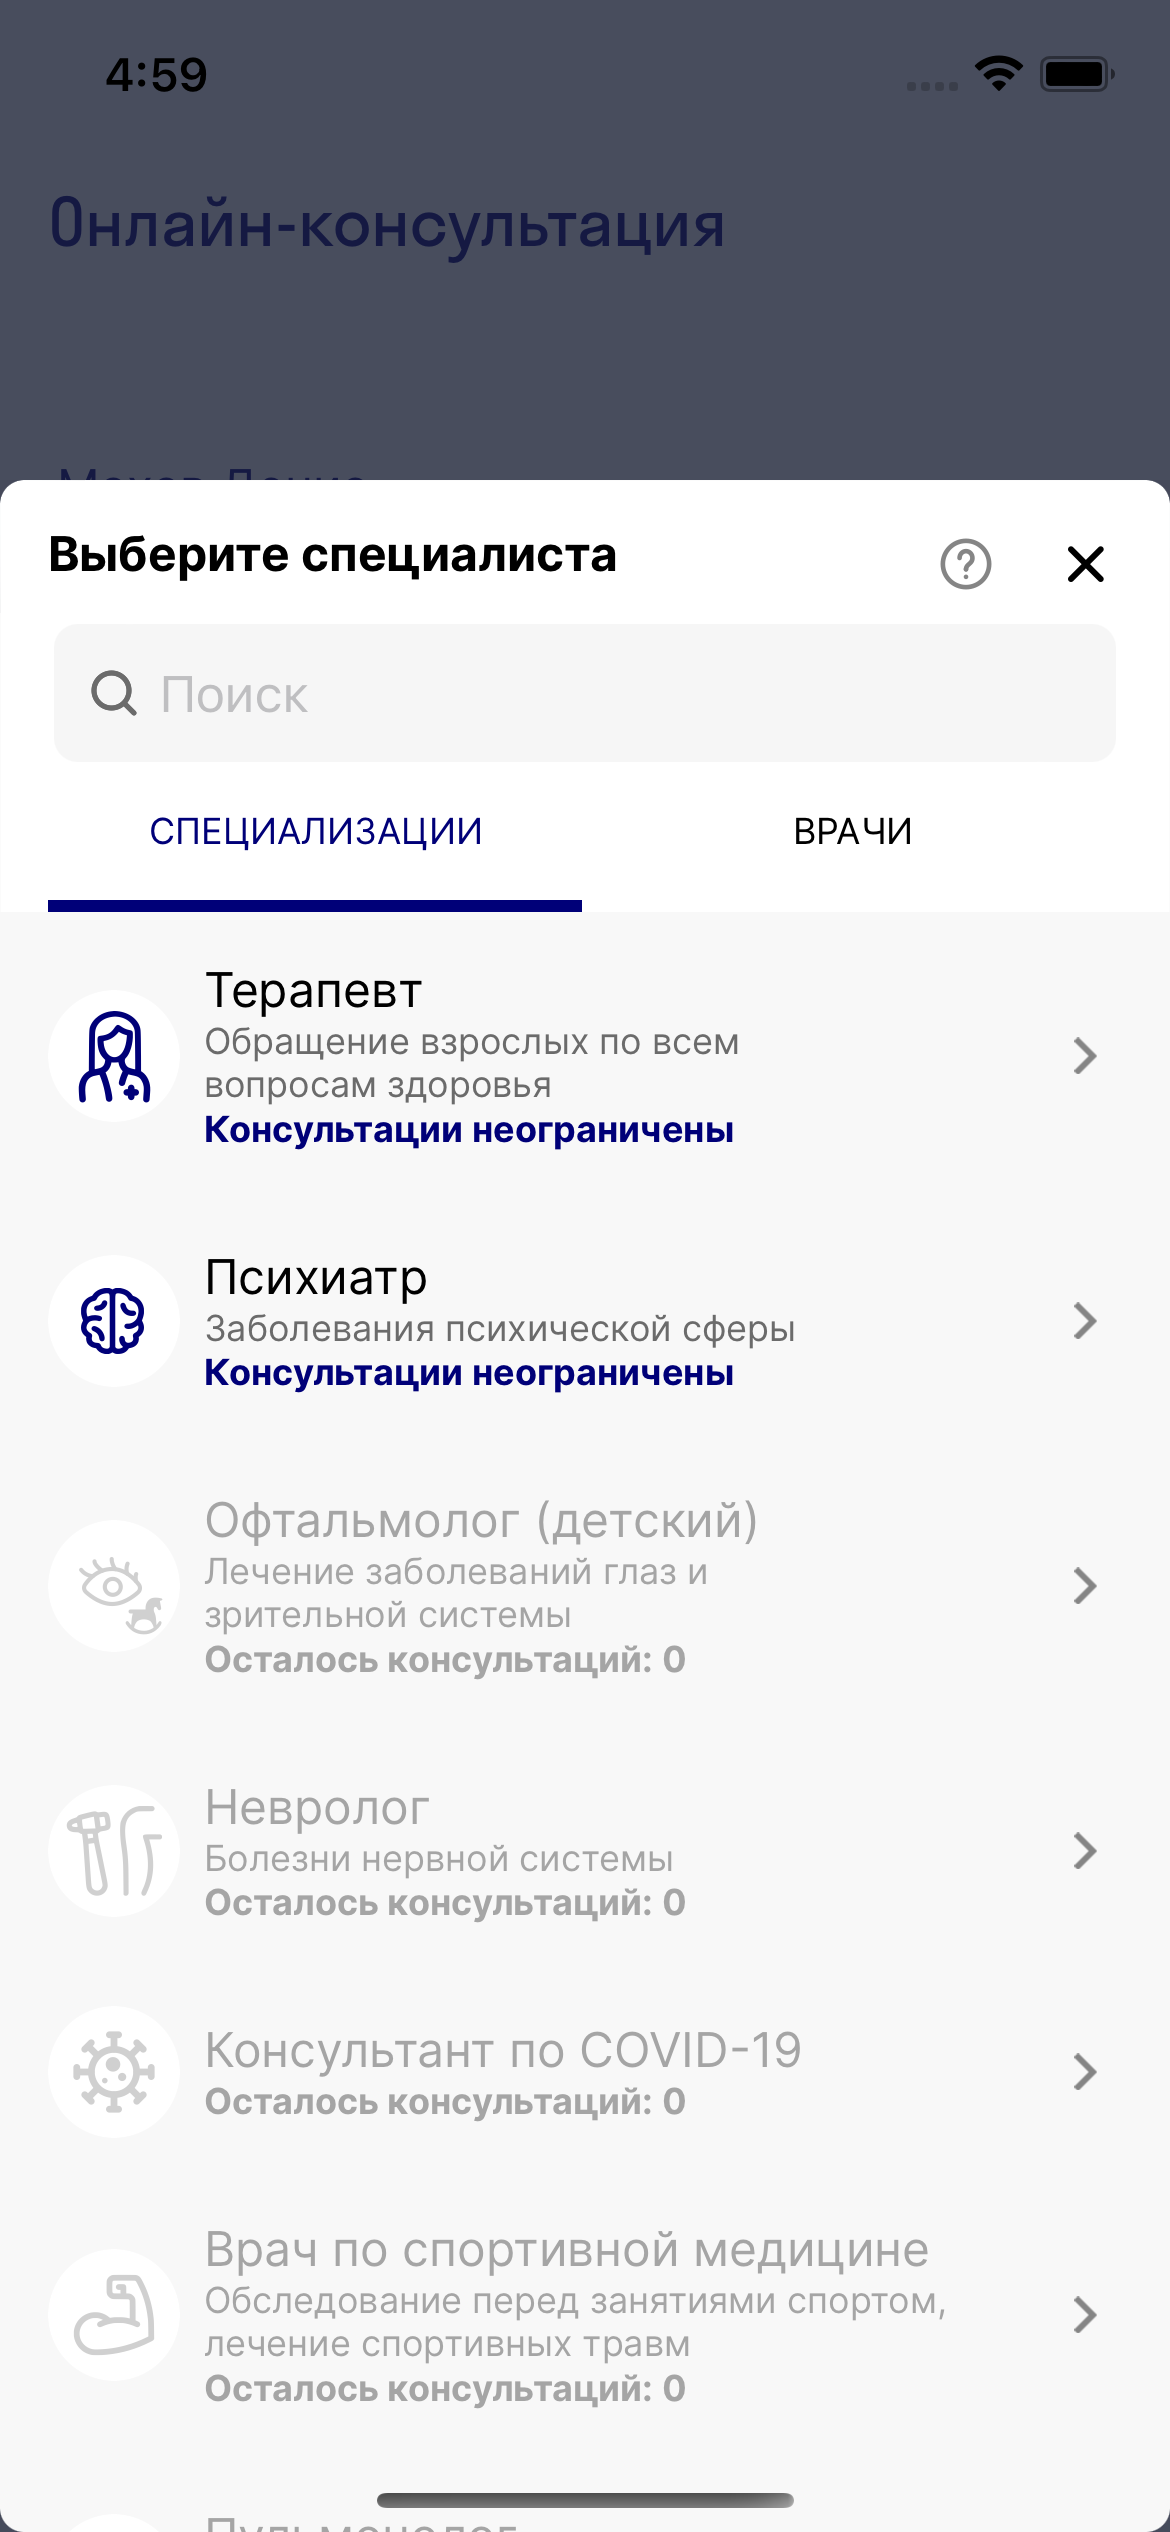 4:59
Онлайн-консультация
Выберите специалиста
Поиск
СПЕЦИАЛИЗАЦИИ
ВРАЧИ
Терапевт
Обращение взрослых по всем
вопросам здоровья
Консультации неограничены
Психиатр
Заболевания психической сферы
Консультации неограничены
Офтальмолог (детский)
Лечение заболеваний глаз и
зрительной системы
Осталось консультаций: 0
Невролог
Болезни нервной системы
Осталось консультаций: 0
Консультант по COVID-19
Осталось консультаций: 0
Врач по спортивной медицине
Обследование перед занятиями спортом,
лечение спортивных травм
Осталось консультаций: 0
Пульмонолог